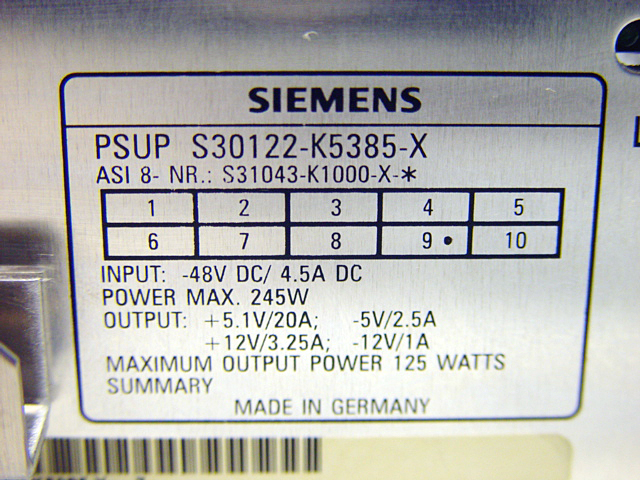 SIEMENS
PSUP S30122-K5385-X
ASI 8- NR.: S31043-K1000-X-*
1 2 3 4 5
6 7 8 9 • 10
INPUT: -48V DC/ 4.5A DC
POWER MAX. 245W
OUTPUT: +5.1V/20A; -5V/2.5A
+12V/3.25A; -12V/1A
MAXIMUM OUTPUT POWER 125 WATTS
SUMMARY
MADE IN GERMANY